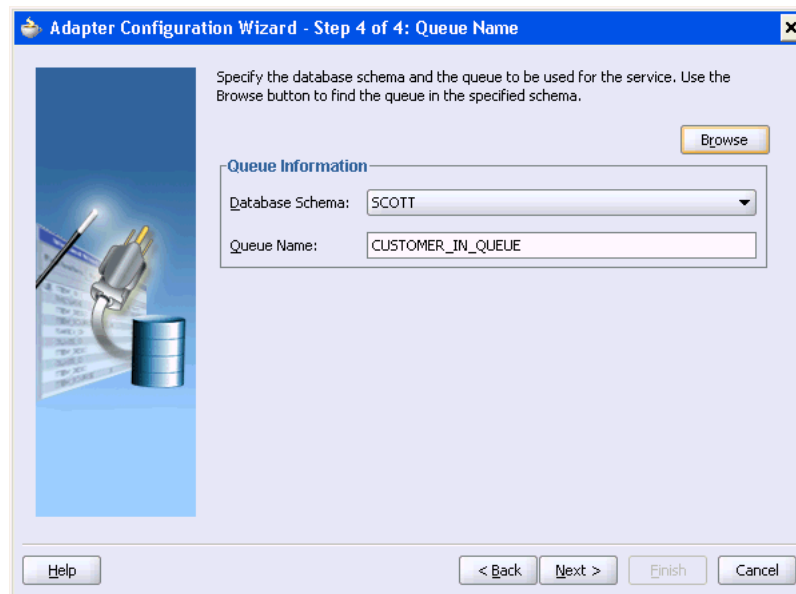 Adapter Configuration Wizard - Step 4 of 4: Queue Name
Specify the database schema and the queue to be used for the service. Use the
Browse button to find the queue in the specified schema.
Browse
Queue Information
Database Schema: SCOTT
Queue Name: CUSTOMER_IN_QUEUE
Help < Back Next > Finish Cancel